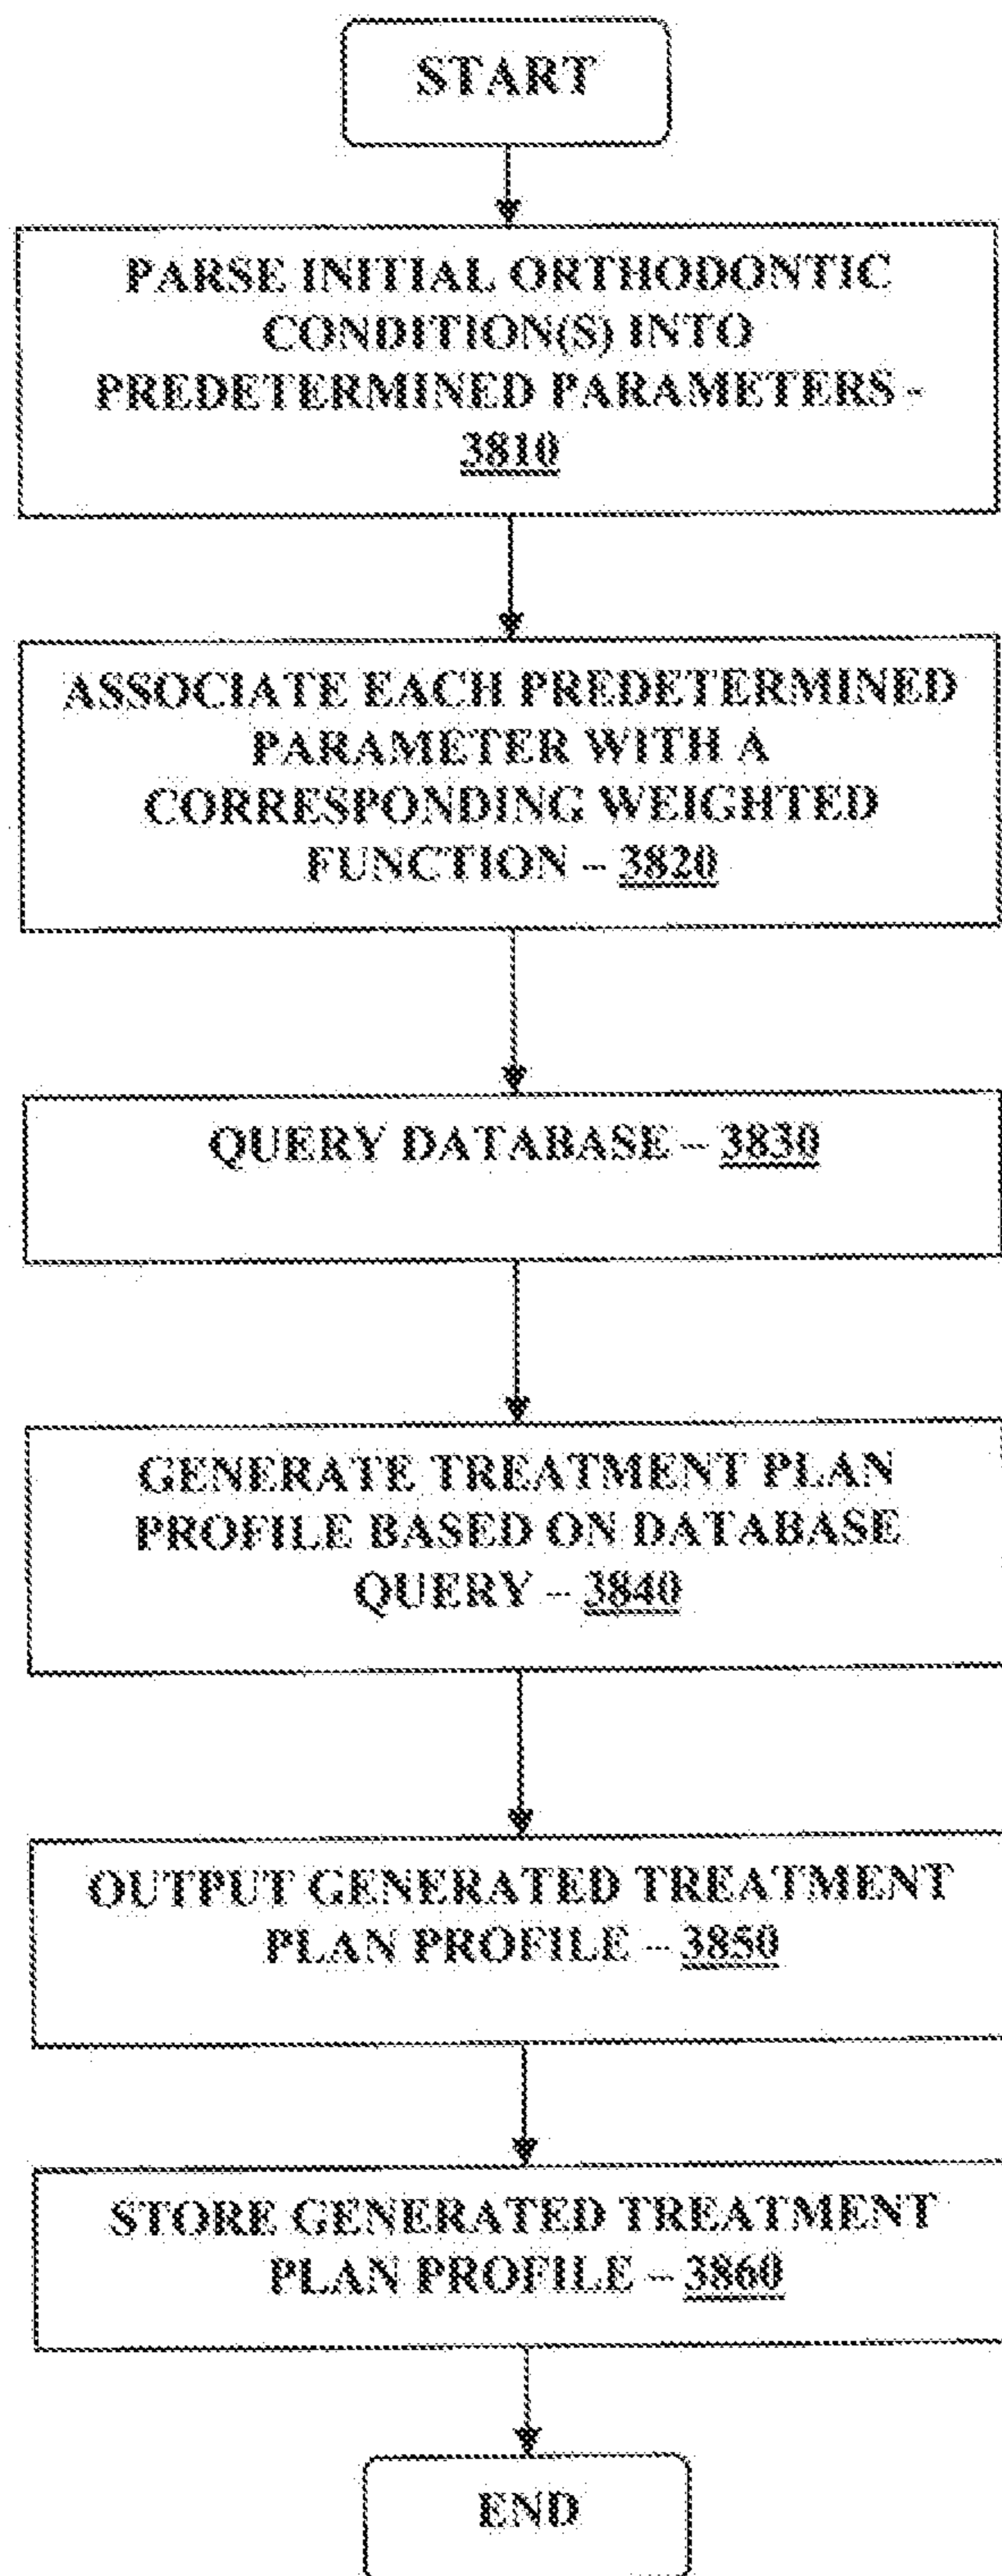 START
PARSE INITIAL ORTHODONTIC
CONDITION(S) INTO
PREDETERMINED PARAMETERS -
3810
ASSOCIATE EACH PREDETERMINED
PARAMETER WITH A
CORRESPONDING WEIGHTED
FUNCTION – 3820
QUERY DATABASE – 3830
GENERATE TREATMENT PLAN
PROFILE BASED ON DATABASE
QUERY – 3840
OUTPUT GENERATED TREATMENT
PLAN PROFILE – 3850
STORE GENERATED TREATMENT
PLAN PROFILE – 3860
END